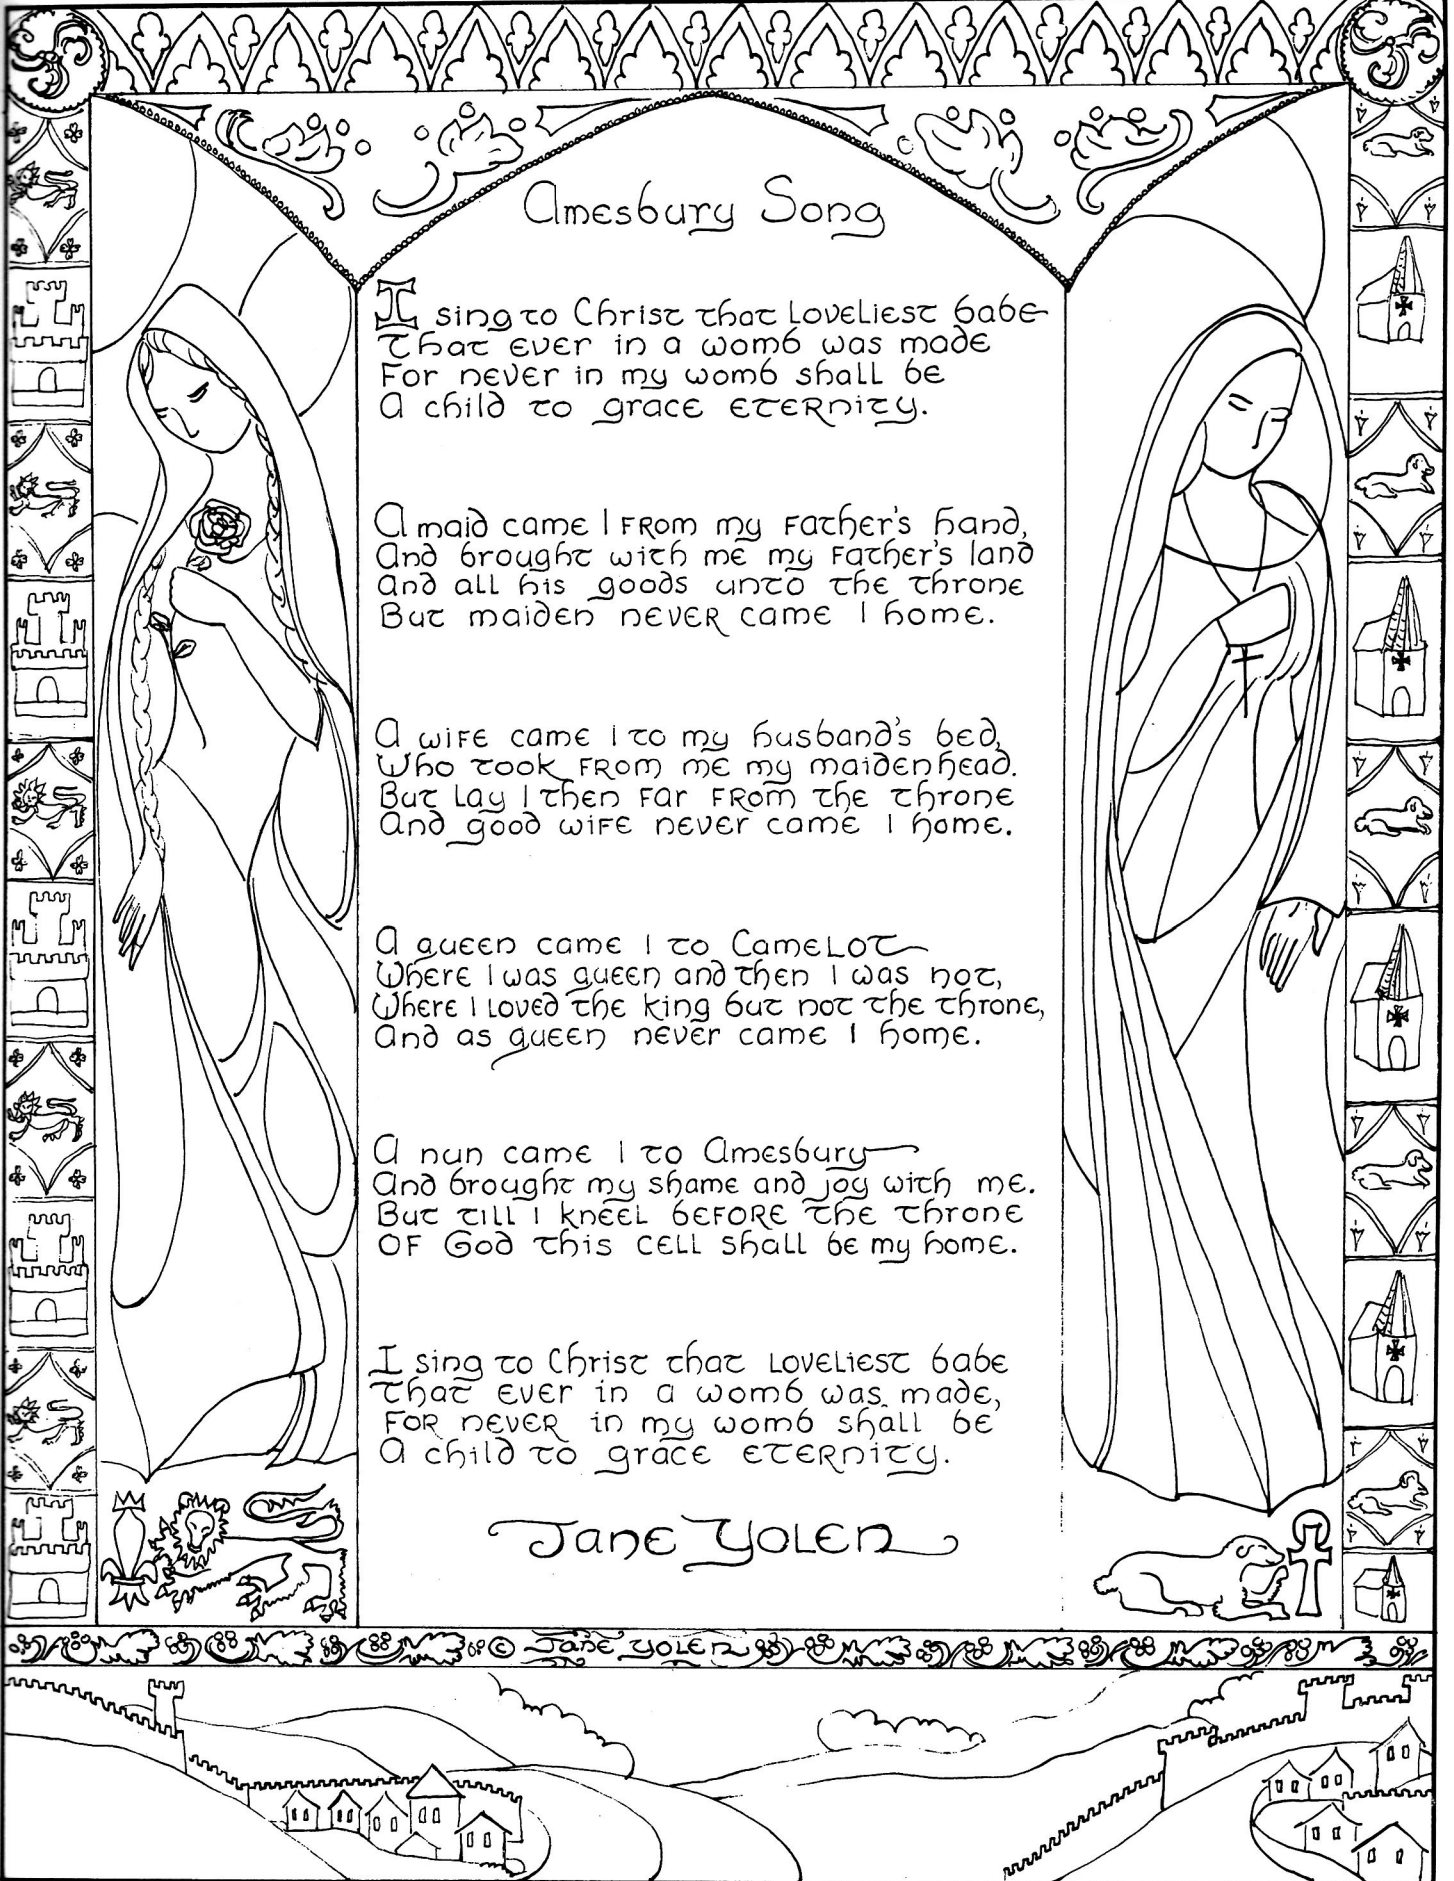 Amesbury Song
I sing to Christ that loveliest babe
That ever in a womb was made
For never in my womb shall be
A child to grace eternity.
A maid came I from my father's hand,
And brought with me my father's land
And all his goods unto the throne
But maiden never came I home.
A wife came I to my husband's bed,
Who took from me my maidenhead.
But lay I then far from the throne
And good wife never came I home.
A queen came I to Camelot
Where I was queen and then I was not,
Where I loved the king but not the throne,
And as queen never came I home.
A nun came I to Amesbury
And brought my shame and joy with me.
But till I kneel before the throne
Of God this cell shall be my home.
I sing to Christ that loveliest babe
That ever in a womb was made,
For never in my womb shall be
A child to grace eternity.
Jane Yolen
© Jane Yolen